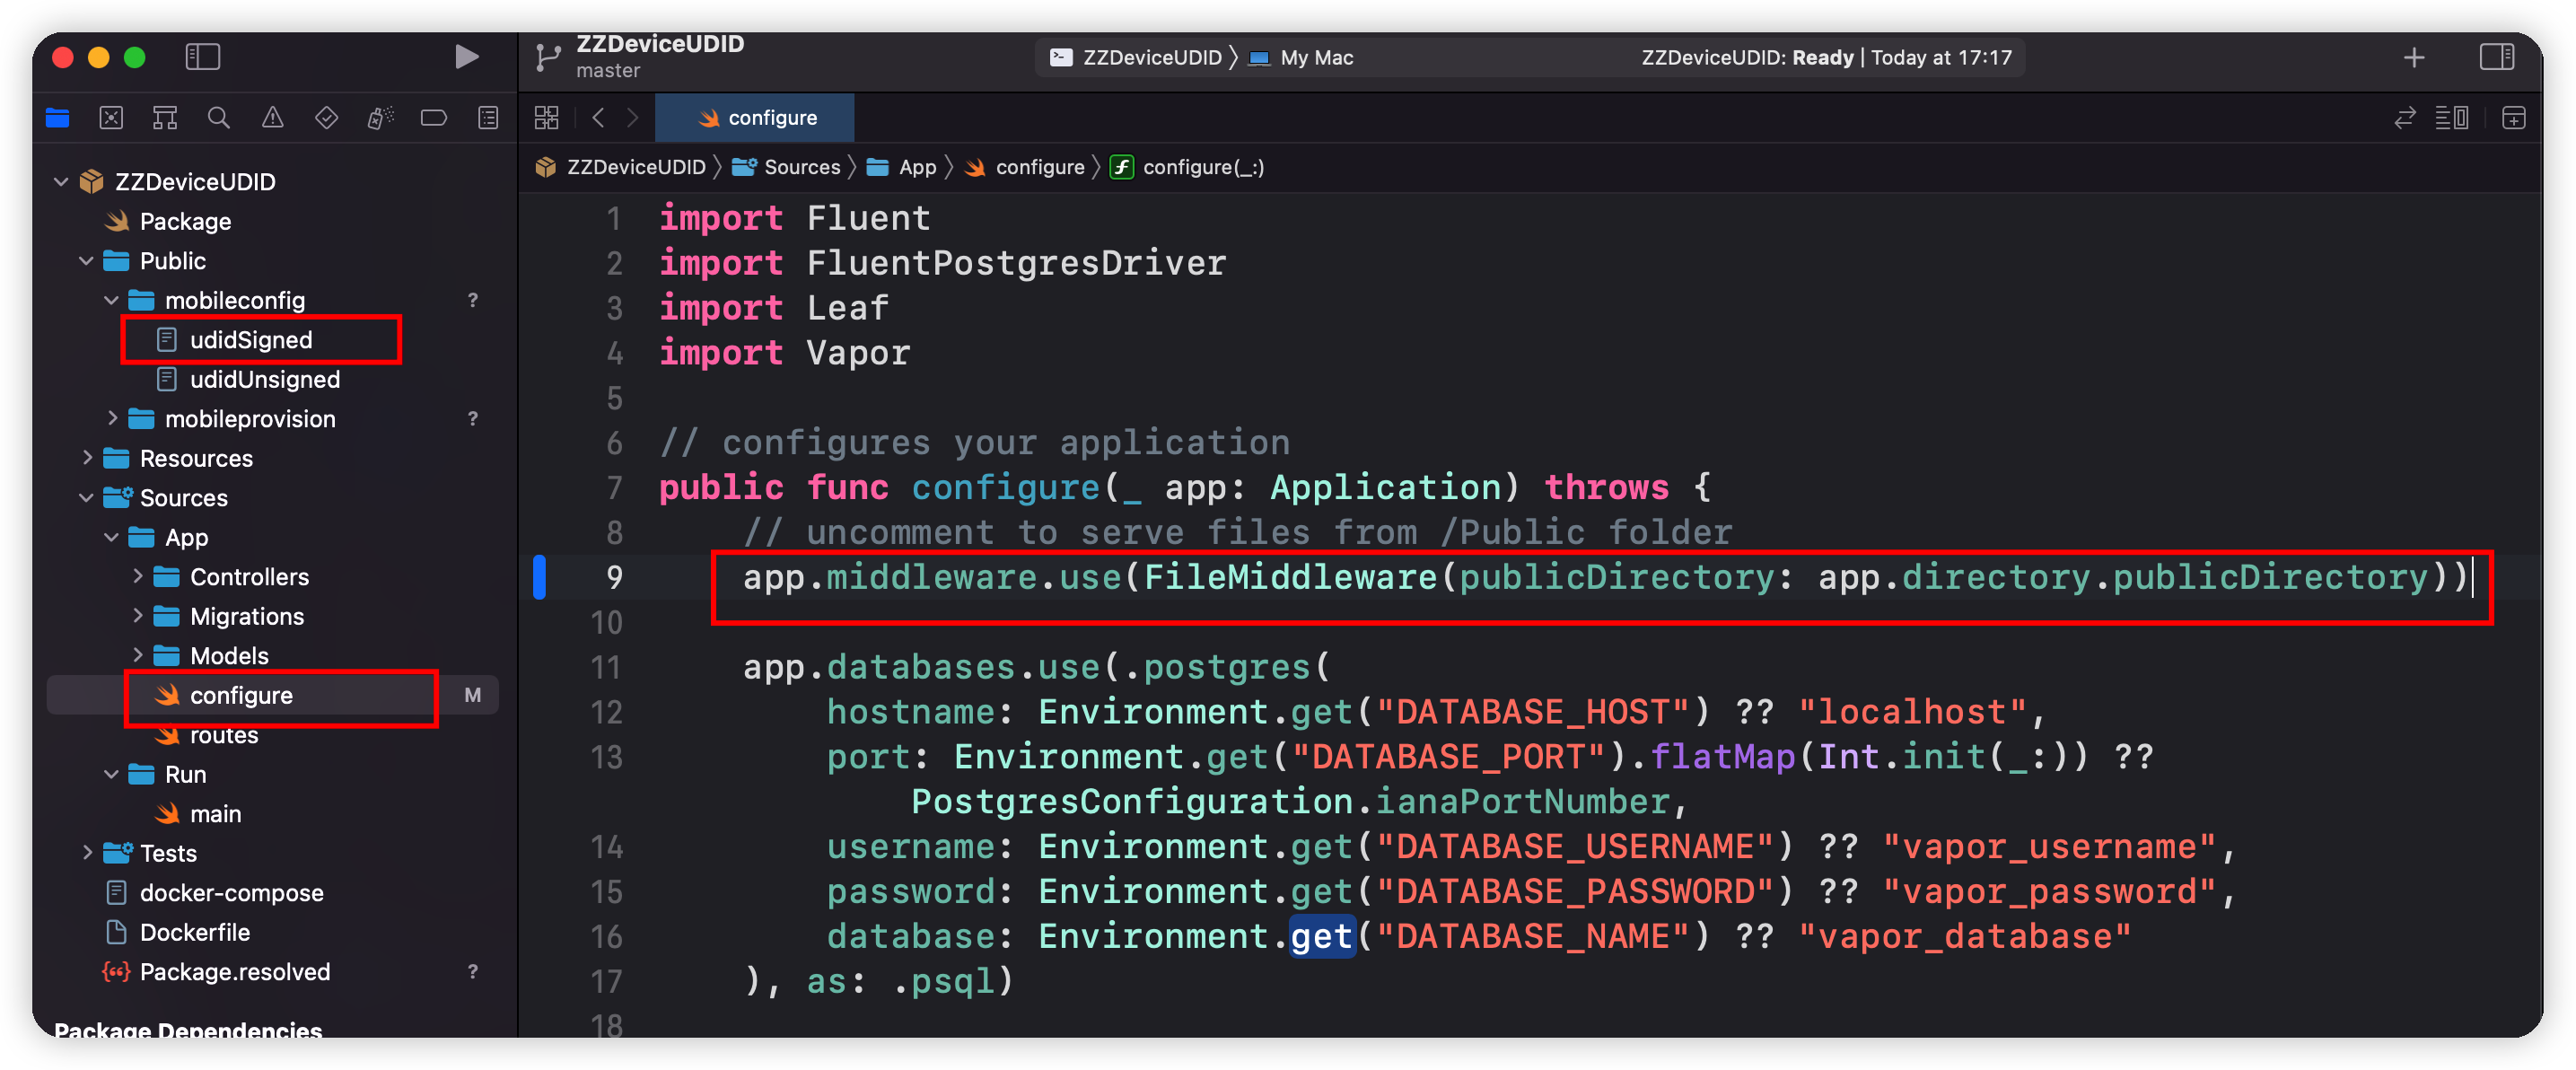 ZZDeviceUDID
master
ZZDeviceUDID
My Mac
ZZDeviceUDID: Ready | Today at 17:17
configure
ZZDeviceUDID
Sources
App
configure
configure(_:)
ZZDeviceUDID
Package
Public
mobileconfig ?
udidSigned
udidUnsigned
mobileprovision ?
Resources
Sources
App
Controllers
Migrations
Models
configure M
routes
Run
main
Tests
docker-compose
Dockerfile
Package.resolved ?
Package Dependencies
1 import Fluent
2 import FluentPostgresDriver
3 import Leaf
4 import Vapor
5
6 // configures your application
7 public func configure(_ app: Application) throws {
8 // uncomment to serve files from /Public folder
9 app.middleware.use(FileMiddleware(publicDirectory: app.directory.publicDirectory))
10
11 app.databases.use(.postgres(
12 hostname: Environment.get("DATABASE_HOST") ?? "localhost",
13 port: Environment.get("DATABASE_PORT").flatMap(Int.init(_:)) ??
PostgresConfiguration.ianaPortNumber,
14 username: Environment.get("DATABASE_USERNAME") ?? "vapor_username",
15 password: Environment.get("DATABASE_PASSWORD") ?? "vapor_password",
16 database: Environment.get("DATABASE_NAME") ?? "vapor_database"
17 ), as: .psql)
18